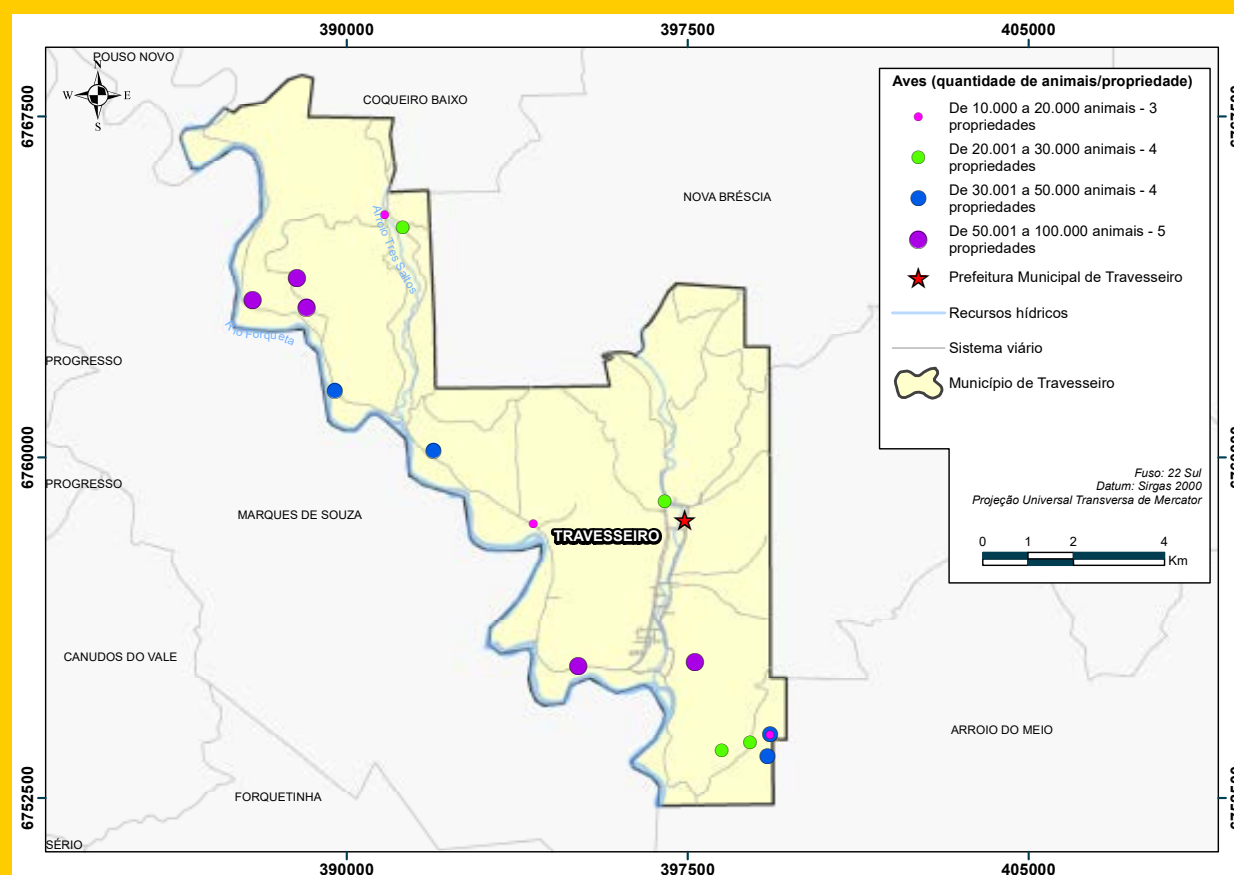 390000
397500
405000
POUSO NOVO
N
W
E
S
COQUEIRO BAIXO
6767500
6767500
Aves (quantidade de animais/propriedade)
De 10.000 a 20.000 animais - 3
propriedades
De 20.001 a 30.000 animais - 4
propriedades
De 30.001 a 50.000 animais - 4
propriedades
De 50.001 a 100.000 animais - 5
propriedades
Prefeitura Municipal de Travesseiro
Recursos hídricos
Sistema viário
Município de Travesseiro
NOVA BRÉSCIA
Arroio Tres Saltos
Rio Forqueta
PROGRESSO
6760000
6760000
PROGRESSO
Fuso: 22 Sul
Datum: Sirgas 2000
Projeção Universal Transversa de Mercator
0 1 2 4
Km
MARQUES DE SOUZA
TRAVESSEIRO
CANUDOS DO VALE
ARROIO DO MEIO
6752500
6752500
FORQUETINHA
SÉRIO
390000
397500
405000